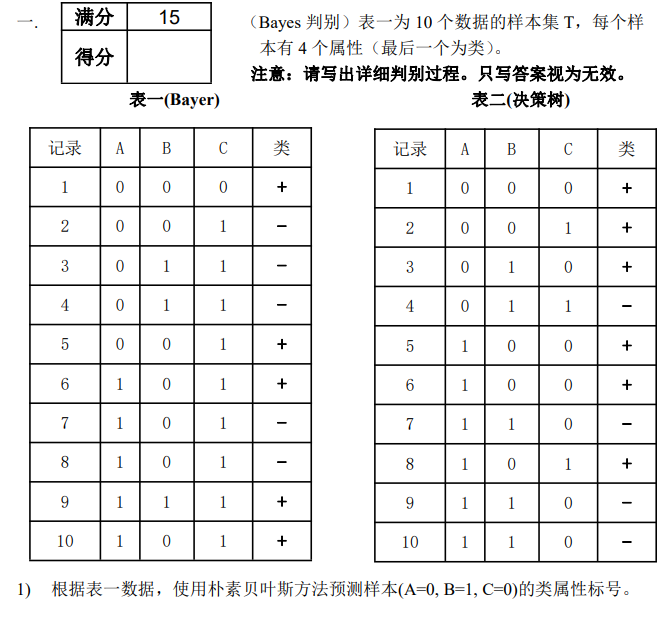 一. 满分 15 （Bayes 判别）表一为 10 个数据的样本集 T，每个样
得分 本有 4 个属性（最后一个为类）。
注意：请写出详细判别过程。只写答案视为无效。
表一(Bayer) 表二(决策树)
记录 A B C 类 记录 A B C 类
1 0 0 0 + 1 0 0 0 +
2 0 0 1 − 2 0 0 1 +
3 0 1 1 − 3 0 1 0 +
4 0 1 1 − 4 0 1 1 −
5 0 0 1 + 5 1 0 0 +
6 1 0 1 + 6 1 0 0 +
7 1 0 1 − 7 1 1 0 −
8 1 0 1 − 8 1 0 1 +
9 1 1 1 + 9 1 1 0 −
10 1 0 1 + 10 1 1 0 −
1) 根据表一数据，使用朴素贝叶斯方法预测样本(A=0, B=1, C=0)的类属性标号。